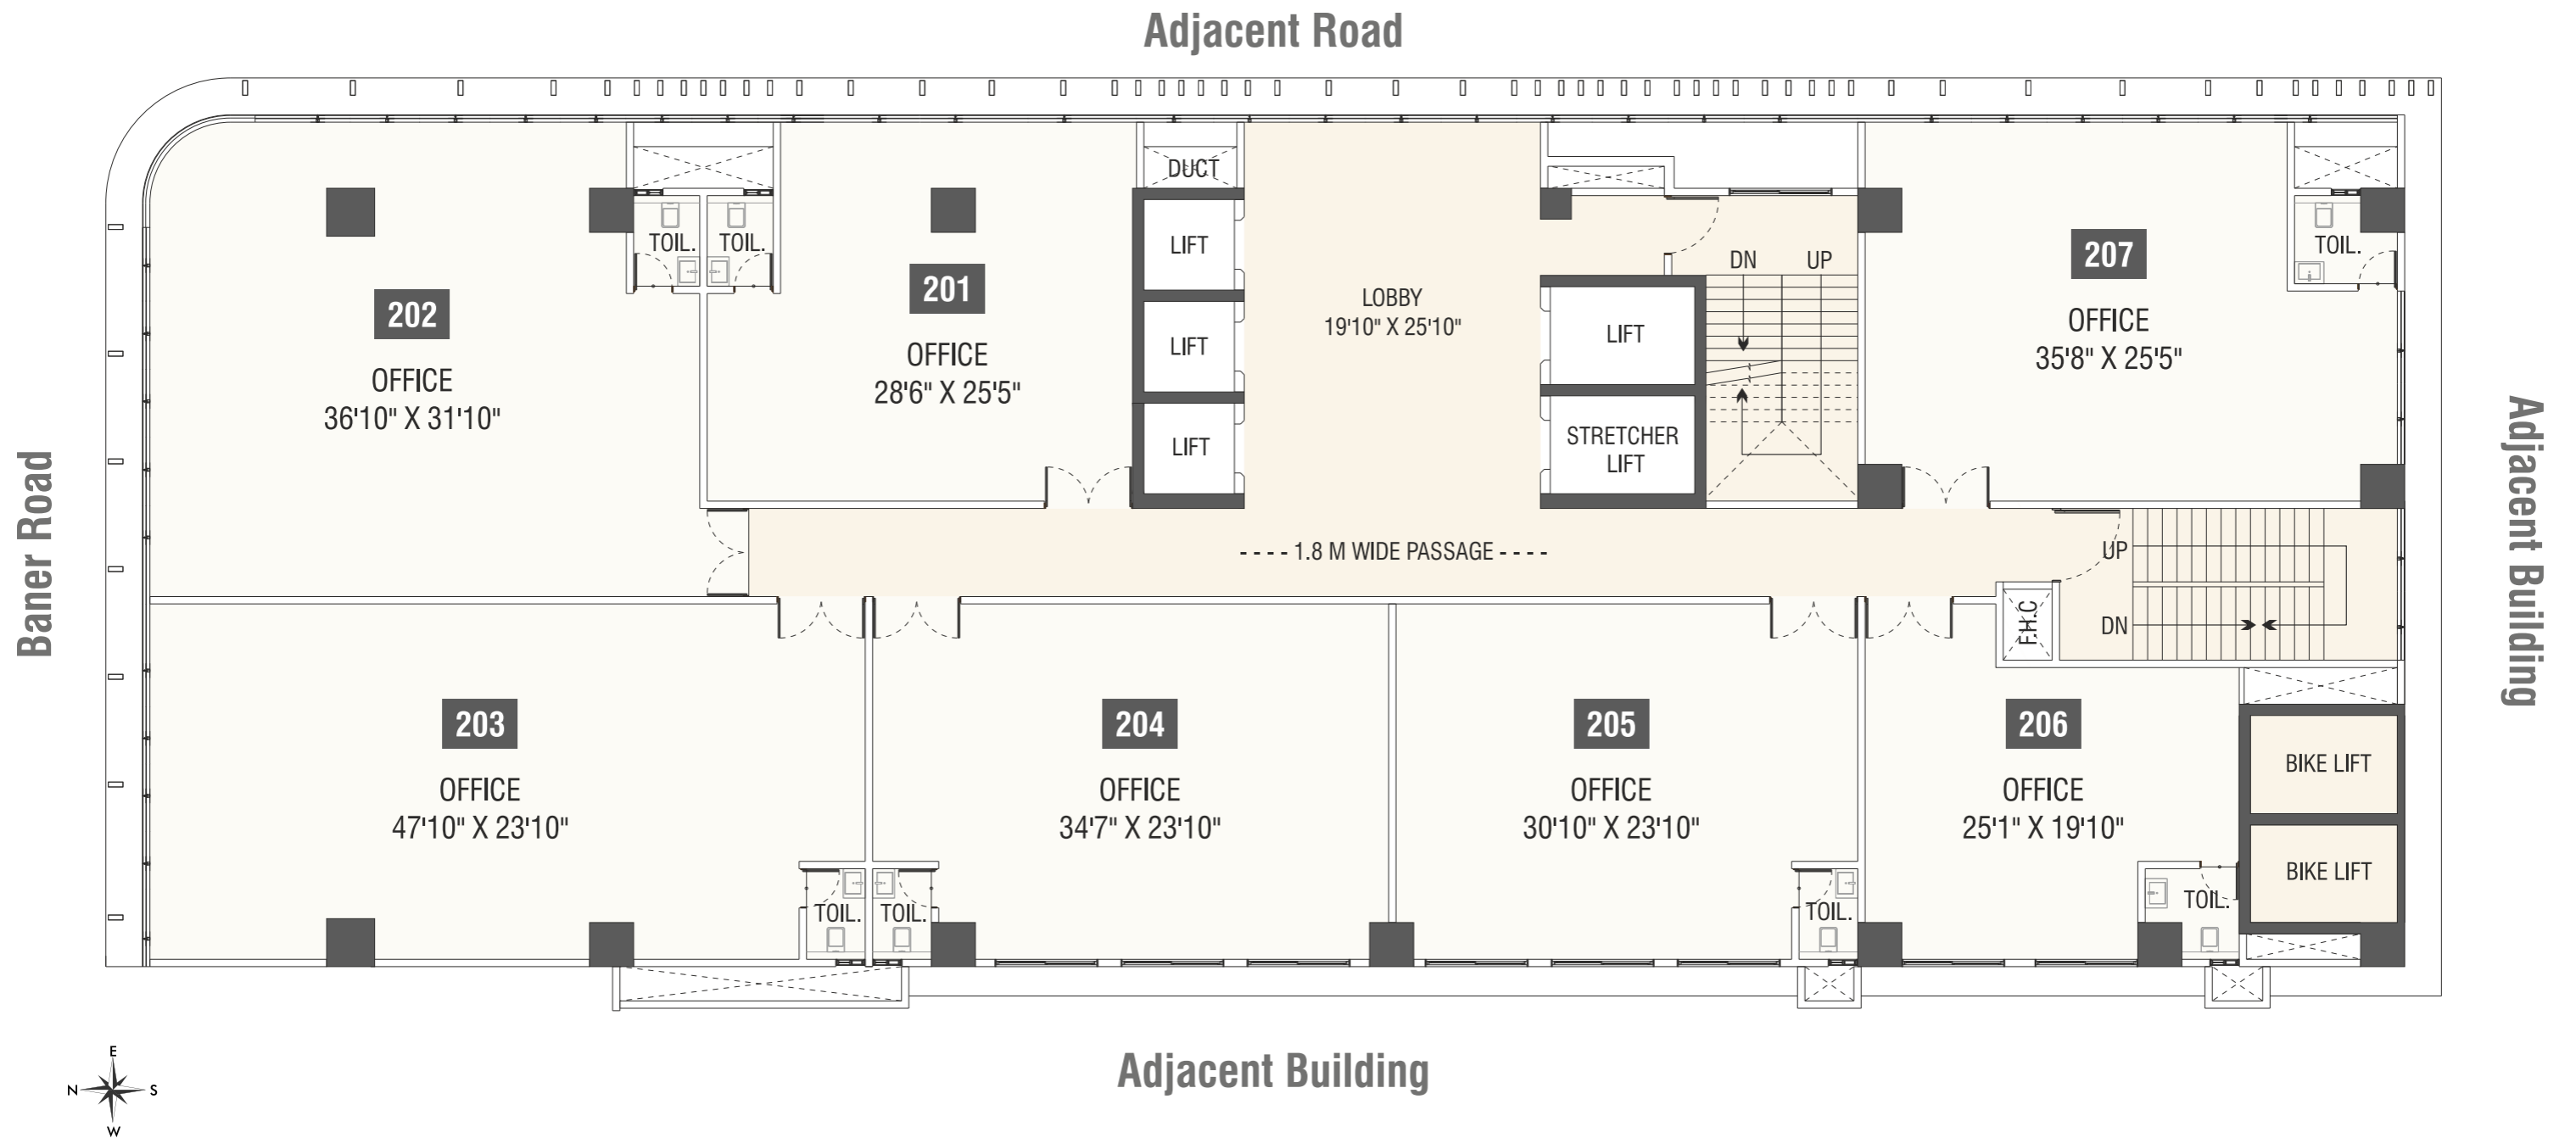 Adjacent Road
DUCT
TOIL.
TOIL.
LIFT
LIFT
LIFT
202
OFFICE
36'10" X 31'10"
201
OFFICE
28'6" X 25'5"
LOBBY
19'10" X 25'10"
DN
UP
LIFT
STRETCHER
LIFT
207
OFFICE
35'8" X 25'5"
TOIL.
Baner Road
Adjacent Building
---- 1.8 M WIDE PASSAGE ----
UP
DN
F.H.C
203
OFFICE
47'10" X 23'10"
TOIL.
204
OFFICE
34'7" X 23'10"
TOIL.
205
OFFICE
30'10" X 23'10"
TOIL.
206
OFFICE
25'1" X 19'10"
TOIL.
BIKE LIFT
BIKE LIFT
Adjacent Building
E
N
S
W